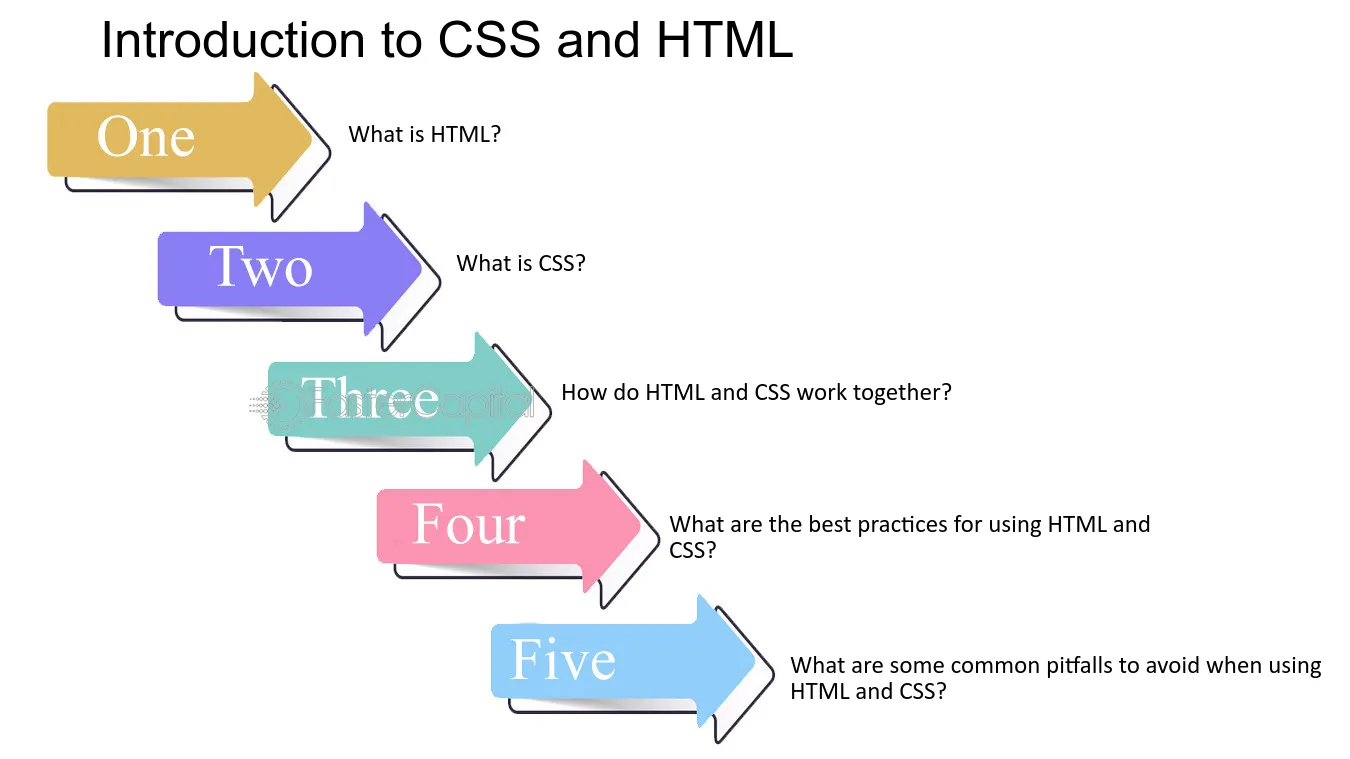 Introduction to CSS and HTML
One
What is HTML?
Two
What is CSS?
Three
How do HTML and CSS work together?
Four
What are the best practices for using HTML and
CSS?
Five
What are some common pitfalls to avoid when using
HTML and CSS?